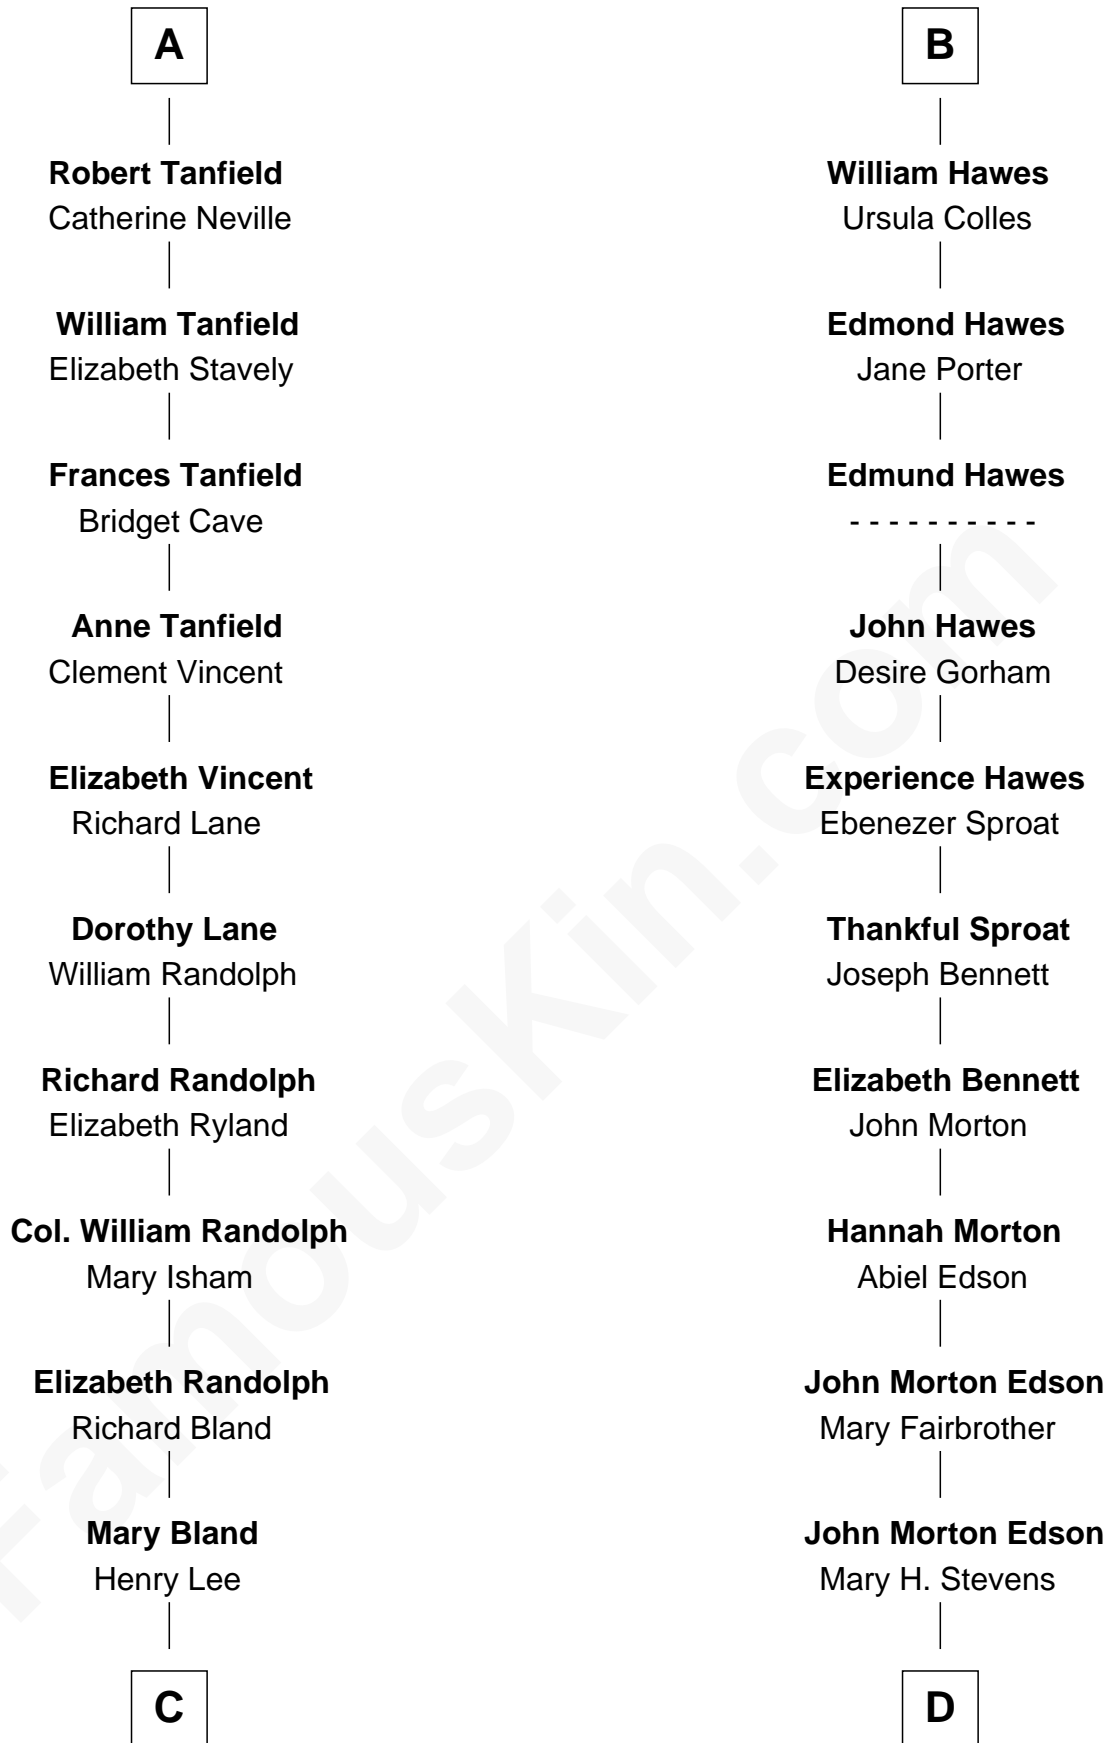 A
Robert Tanfield
Catherine Neville
William Tanfield
Elizabeth Stavely
Frances Tanfield
Bridget Cave
Anne Tanfield
Clement Vincent
Elizabeth Vincent
Richard Lane
Dorothy Lane
William Randolph
Richard Randolph
Elizabeth Ryland
Col. William Randolph
Mary Isham
Elizabeth Randolph
Richard Bland
Mary Bland
Henry Lee
C
B
William Hawes
Ursula Colles
Edmond Hawes
Jane Porter
Edmund Hawes
- - - - - - - - - -
John Hawes
Desire Gorham
Experience Hawes
Ebenezer Sproat
Thankful Sproat
Joseph Bennett
Elizabeth Bennett
John Morton
Hannah Morton
Abiel Edson
John Morton Edson
Mary Fairbrother
John Morton Edson
Mary H. Stevens
D
FamousKin.com